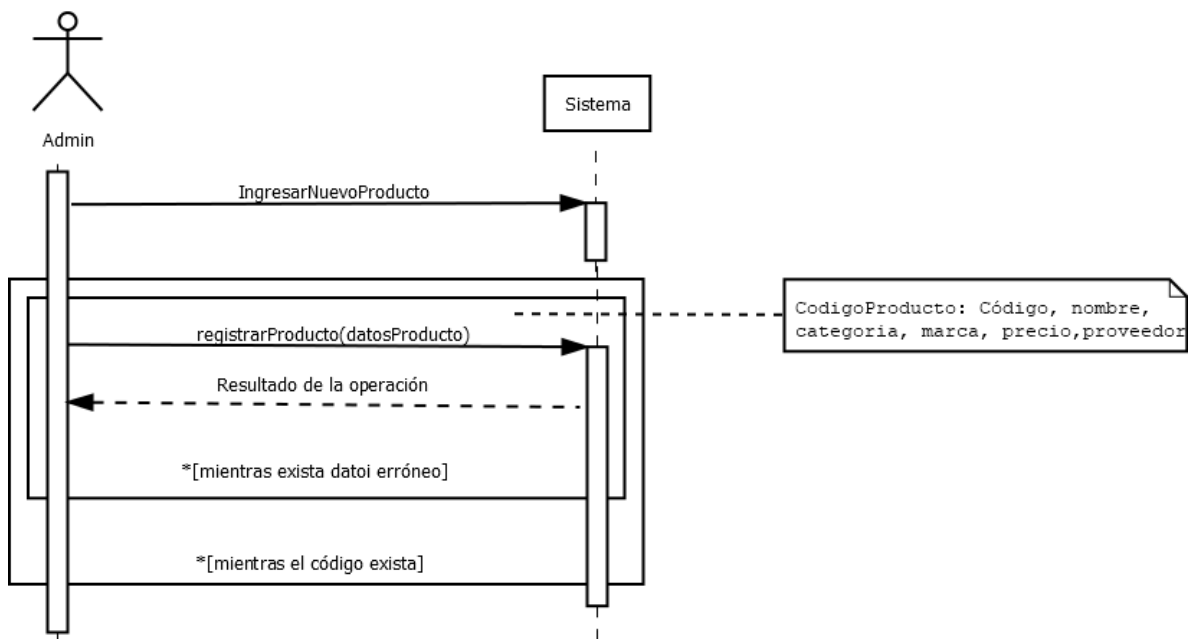 Admin
Sistema
IngresarNuevoProducto
CodigoProducto: Código, nombre,
categoria, marca, precio,proveedor
registrarProducto(datosProducto)
Resultado de la operación
*[mientras exista datoi erróneo]
*[mientras el código exista]